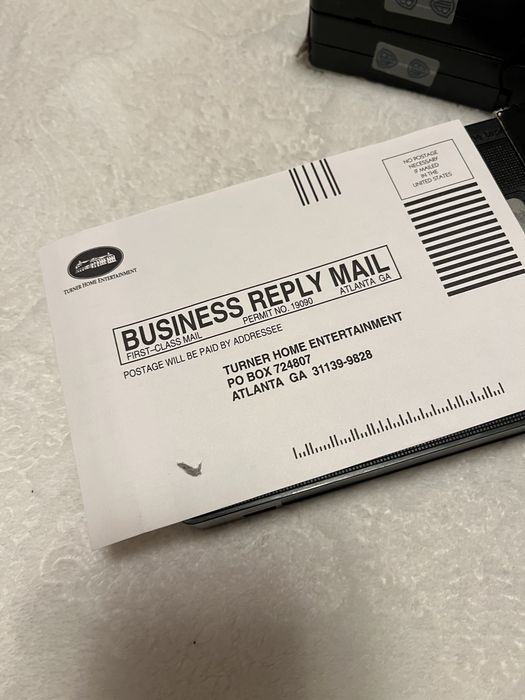 NO POSTAGE
NECESSARY
IF MAILED
IN THE
UNITED STATES
TURNER HOME ENTERTAINMENT
BUSINESS REPLY MAIL
FIRST–CLASS MAIL PERMIT NO. 19090 ATLANTA GA
POSTAGE WILL BE PAID BY ADDRESSEE
TURNER HOME ENTERTAINMENT
PO BOX 724807
ATLANTA GA 31139-9828